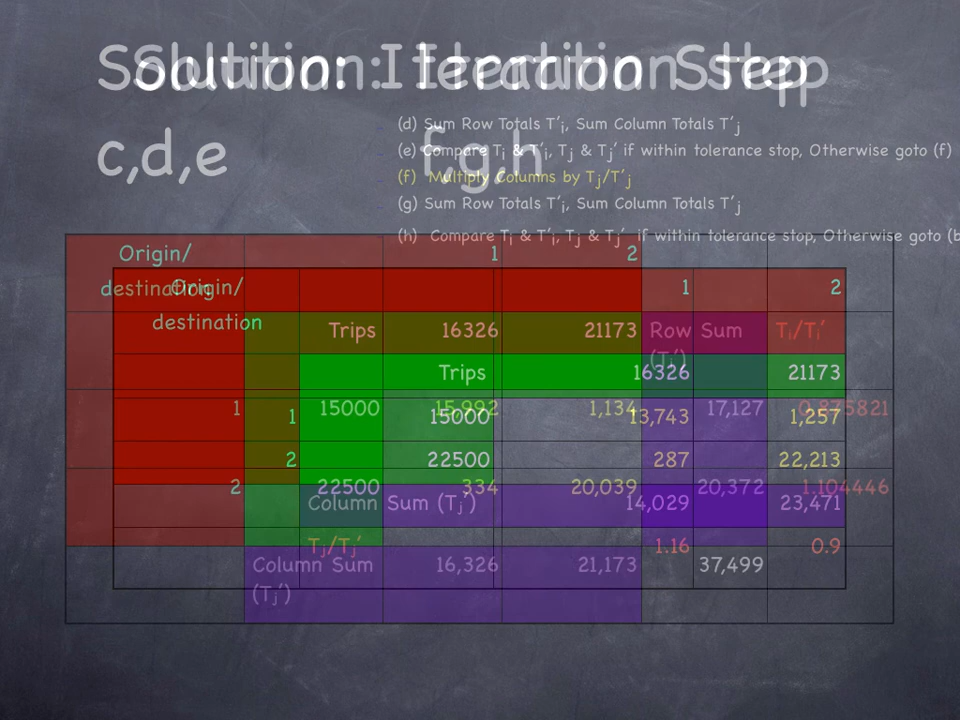 Solution: Iteration Step
c,d,e
Solution: Iteration Step
f,g,h
(d) Sum Row Totals T’i, Sum Column Totals T’j
(e) Compare Ti & T’i, Tj & Tj’ if within tolerance stop, Otherwise goto (f)
(f) Multiply Columns by Tj/T’j
(g) Sum Row Totals T’i, Sum Column Totals T’j
(h) Compare Ti & T’i, Tj & Tj’ if within tolerance stop, Otherwise goto (b
Origin/ 1 2
destination
Origin/ 1 2
destination
Trips 16326 21173 Row Sum Ti/Ti’
(Ti’)
Trips 16326 21173
1 15000 15,992 1,134 17,127 0.875821
1 15000 13,743 1,257
2 22500 287 22,213
2 22500 334 20,039 20,372 1.104446
Column Sum (Tj’) 14,029 23,471
Tj/Tj’ 1.16 0.9
Column Sum 16,326 21,173 37,499
(Tj’)